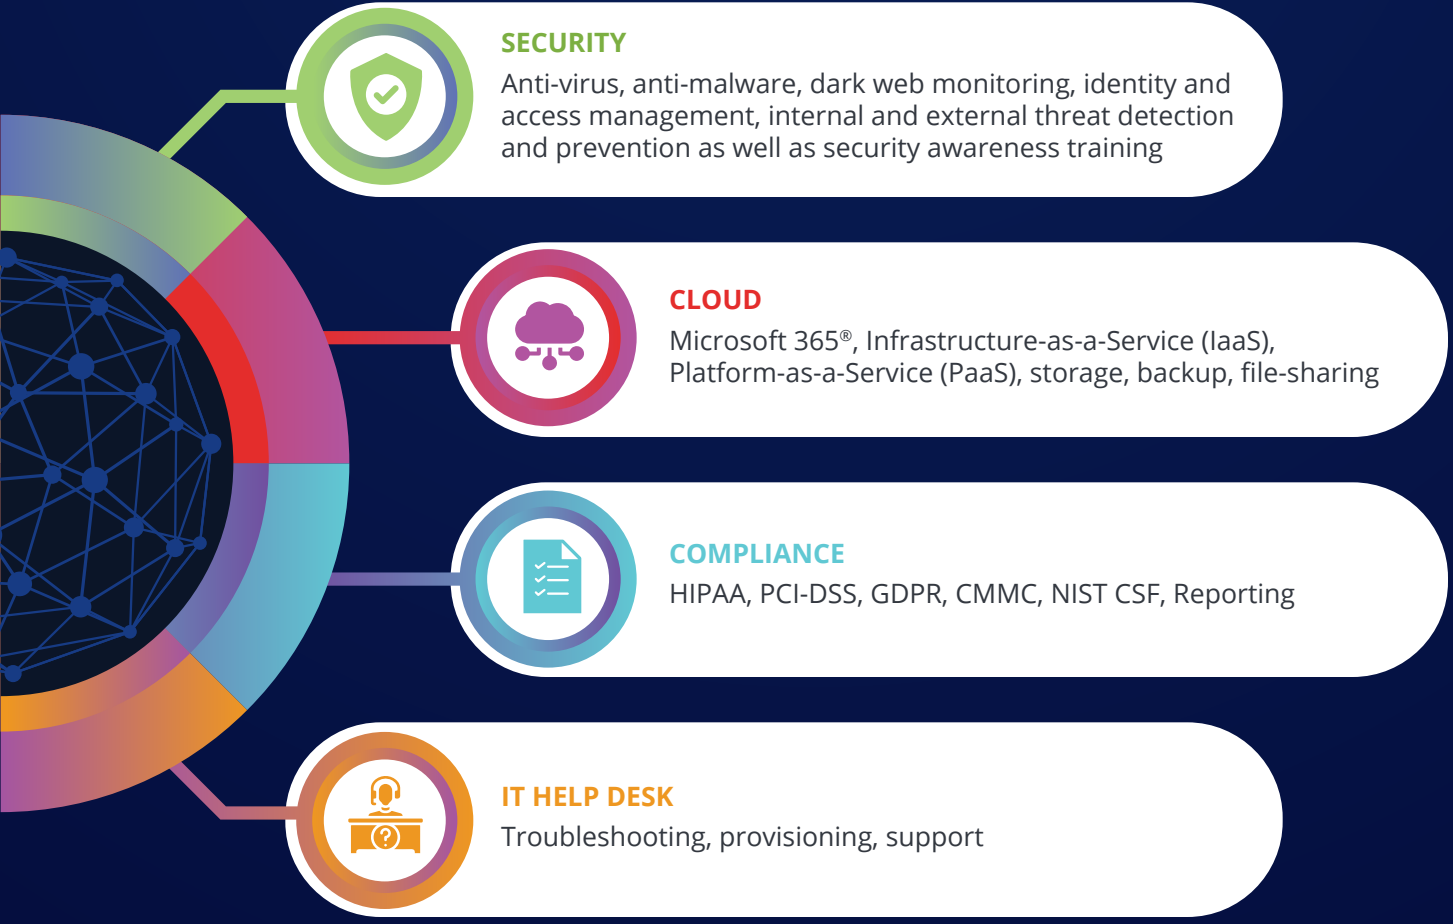 SECURITY
Anti-virus, anti-malware, dark web monitoring, identity and
access management, internal and external threat detection
and prevention as well as security awareness training
CLOUD
Microsoft 365®, Infrastructure-as-a-Service (IaaS),
Platform-as-a-Service (PaaS), storage, backup, file-sharing
COMPLIANCE
HIPAA, PCI-DSS, GDPR, CMMC, NIST CSF, Reporting
IT HELP DESK
Troubleshooting, provisioning, support